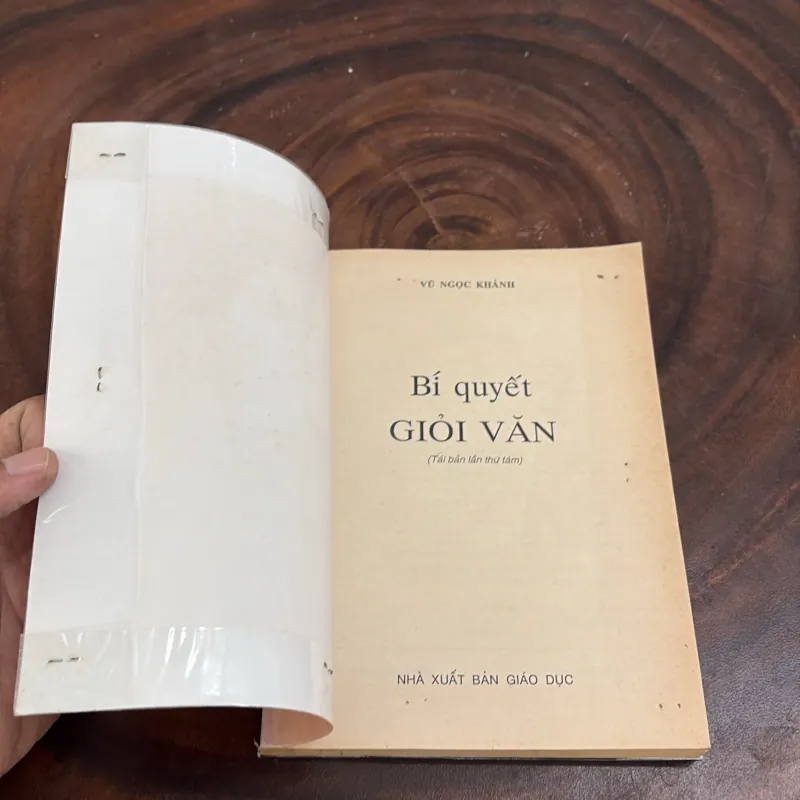 VŨ NGỌC KHÁNH
Bí quyết
GIỎI VĂN
(Tái bản lần thứ tám)
NHÀ XUẤT BẢN GIÁO DỤC